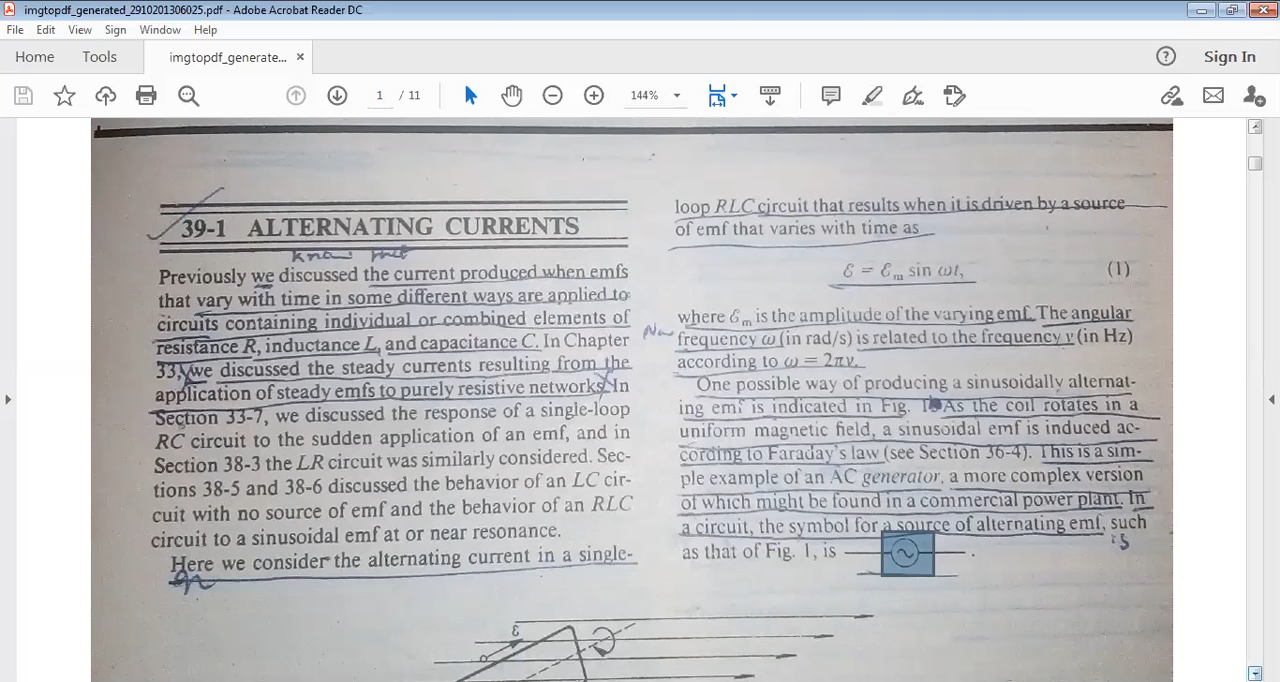 imgtopdf_generated_2910201306025.pdf - Adobe Acrobat Reader DC
File Edit View Sign Window Help
Home Tools imgtopdf_generate... × Sign In
1 / 11 144%
39-1 ALTERNATING CURRENTS
Previously we discussed the current produced when emfs
that vary with time in some different ways are applied to
circuits containing individual or combined elements of
resistance R, inductance L, and capacitance C. In Chapter
33, we discussed the steady currents resulting from the
application of steady emfs to purely resistive networks. In
Section 33-7, we discussed the response of a single-loop
RC circuit to the sudden application of an emf, and in
Section 38-3 the LR circuit was similarly considered. Sec-
tions 38-5 and 38-6 discussed the behavior of an LC cir-
cuit with no source of emf and the behavior of an RLC
circuit to a sinusoidal emf at or near resonance.
Here we consider the alternating current in a single-
loop RLC circuit that results when it is driven by a source
of emf that varies with time as
ℰ = ℰm sin ωt, (1)
where ℰm is the amplitude of the varying emf. The angular
frequency ω (in rad/s) is related to the frequency ν (in Hz)
according to ω = 2πν.
One possible way of producing a sinusoidally alternat-
ing emf is indicated in Fig. 1. As the coil rotates in a
uniform magnetic field, a sinusoidal emf is induced ac-
cording to Faraday's law (see Section 36-4). This is a sim-
ple example of an AC generator, a more complex version
of which might be found in a commercial power plant. In
a circuit, the symbol for a source of alternating emf, such
is
as that of Fig. 1, is .
ℰ